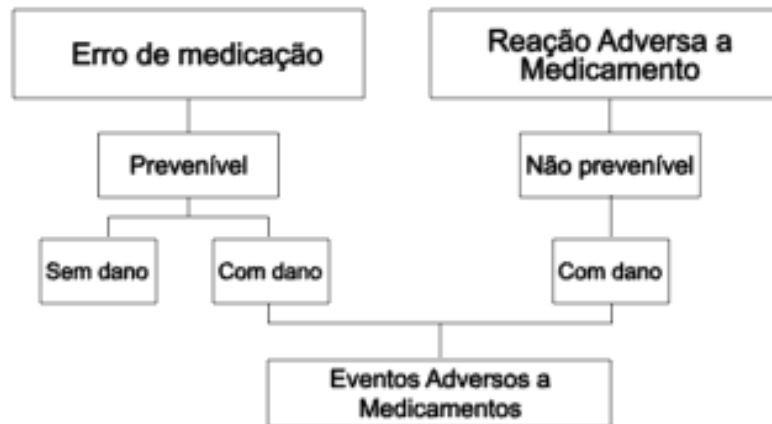 Erro de medicação
Reação Adversa a
Medicamento
Prevenível
Não prevenível
Sem dano
Com dano
Com dano
Eventos Adversos a
Medicamentos